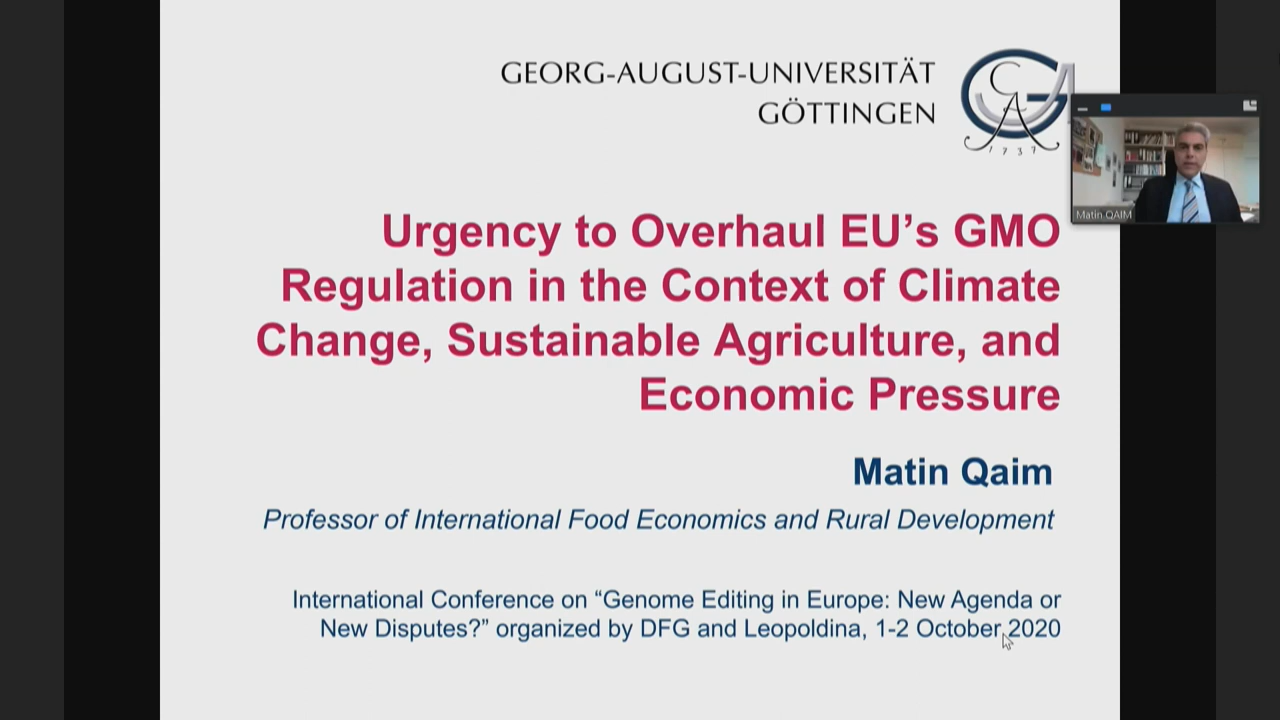 GEORG-AUGUST-UNIVERSITÄT
GÖTTINGEN
1737
Matin QAIM
Urgency to Overhaul EU’s GMO
Regulation in the Context of Climate
Change, Sustainable Agriculture, and
Economic Pressure
Matin Qaim
Professor of International Food Economics and Rural Development
International Conference on “Genome Editing in Europe: New Agenda or
New Disputes?” organized by DFG and Leopoldina, 1-2 October 2020